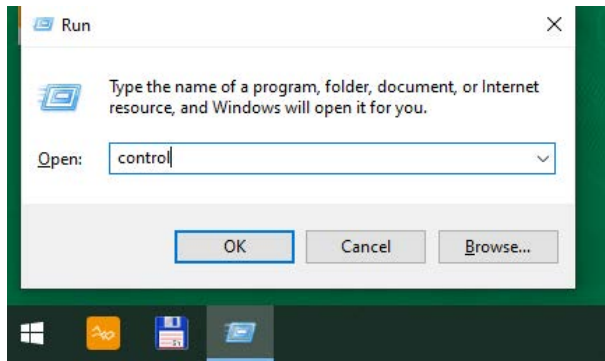 Run
Type the name of a program, folder, document, or Internet
resource, and Windows will open it for you.
Open: control
OK Cancel Browse...